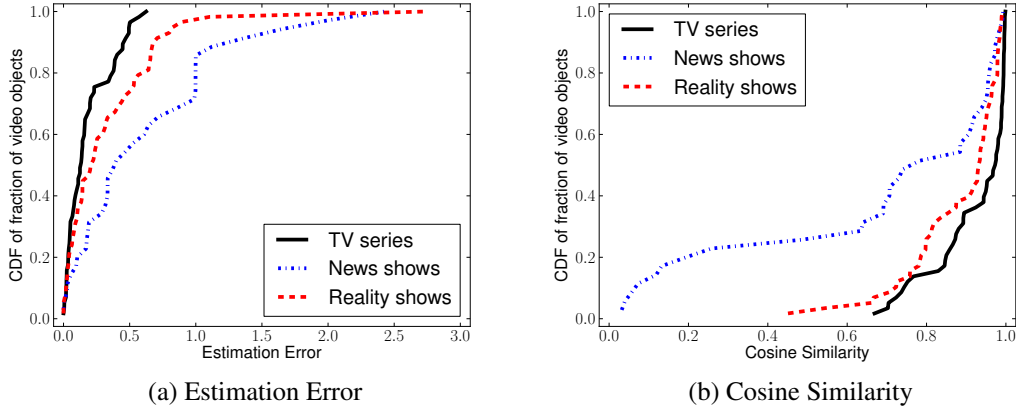 1.0
0.8
0.6
0.4
0.2
0.0
CDF of fraction of video objects
TV series
News shows
Reality shows
0.0 0.5 1.0 1.5 2.0 2.5 3.0
Estimation Error
(a) Estimation Error
1.0
0.8
0.6
0.4
0.2
0.0
CDF of fraction of video objects
TV series
News shows
Reality shows
0.0 0.2 0.4 0.6 0.8 1.0
Cosine Similarity
(b) Cosine Similarity